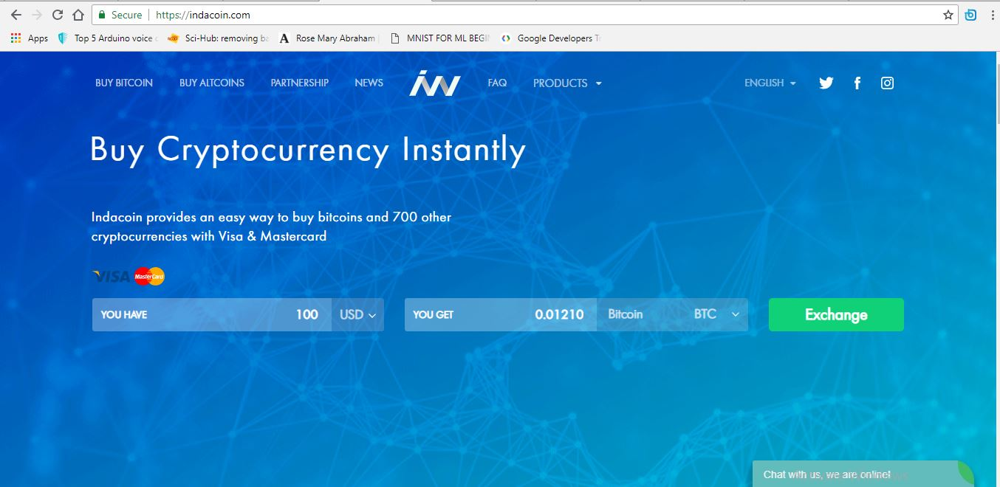 Secure
https://indacoin.com
Apps
Top 5 Arduino voice c
Sci-Hub: removing ba
A
Rose Mary Abraham
MNIST FOR ML BEGI
Google Developers Tr
BUY BITCOIN
BUY ALTCOINS
PARTNERSHIP
NEWS
FAQ
PRODUCTS
ENGLISH
Buy Cryptocurrency Instantly
Indacoin provides an easy way to buy bitcoins and 700 other
cryptocurrencies with Visa & Mastercard
VISA MasterCard
YOU HAVE
100
USD
YOU GET
0.01210
Bitcoin
BTC
Exchange
Chat with us, we are online!